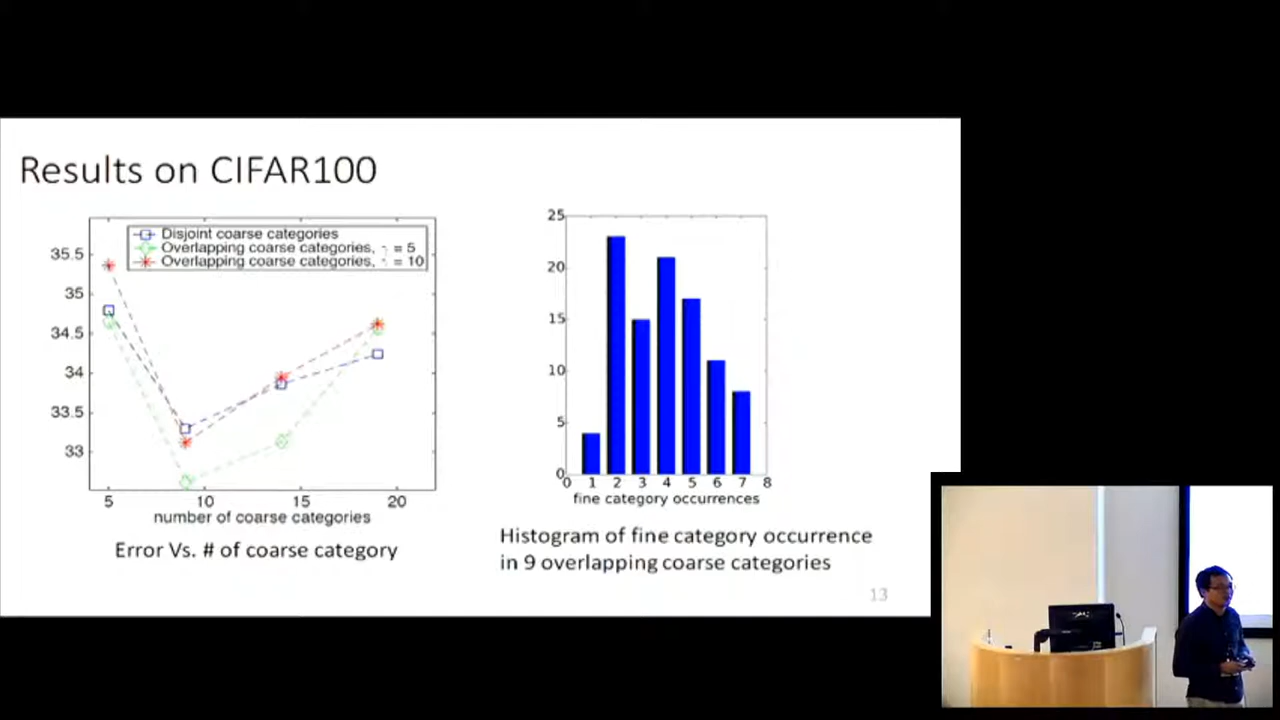 Results on CIFAR100
Disjoint coarse categories
Overlapping coarse categories, = 5
Overlapping coarse categories, = 10
35.5
35
34.5
34
33.5
33
5 10 15 20
number of coarse categories
Error Vs. # of coarse category
25
20
15
10
5
0
0 1 2 3 4 5 6 7 8
fine category occurrences
Histogram of fine category occurrence
in 9 overlapping coarse categories
13